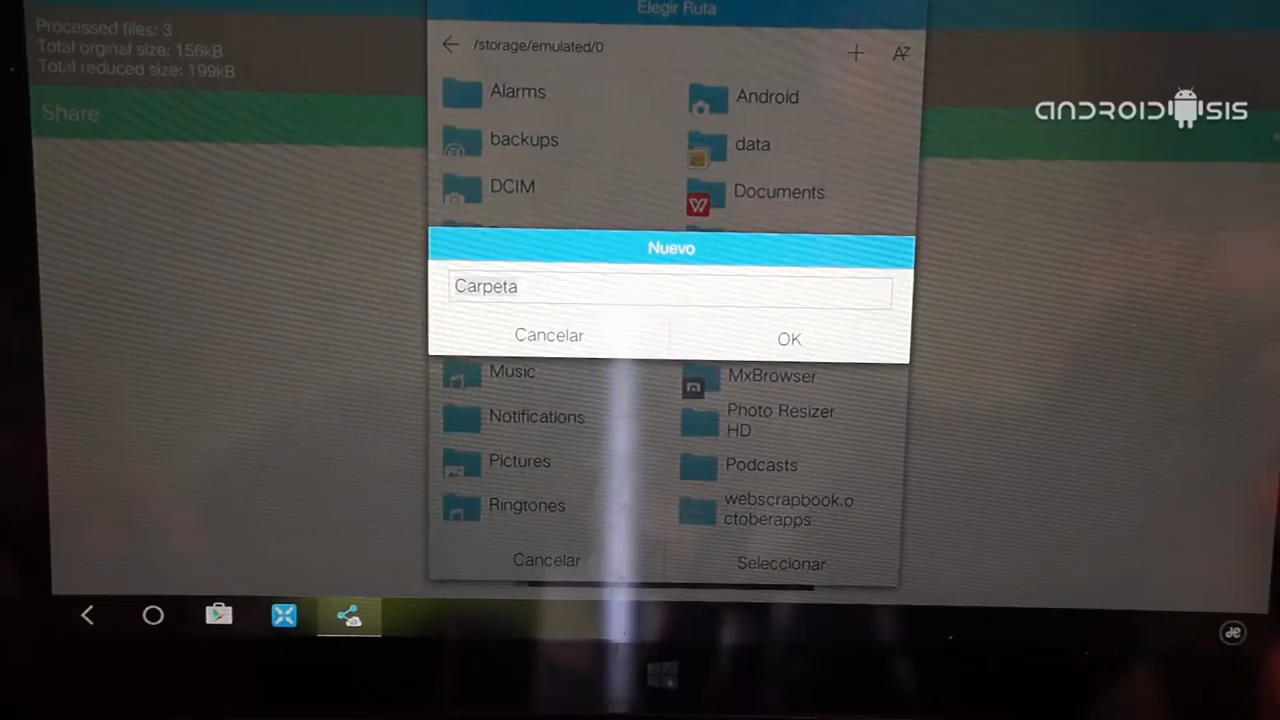 Elegir Ruta
Processed files: 3
Total orginal size: 156kB
Total reduced size: 199kB
Share
/storage/emulated/0
AZ
Alarms
Android
backups
data
DCIM
Documents
Nuevo
Carpeta
Cancelar
OK
Music
MxBrowser
Notifications
Photo Resizer
HD
Pictures
Podcasts
Ringtones
webscrapbook.o
ctoberapps
Cancelar
Seleccionar
ANDROIDSIS